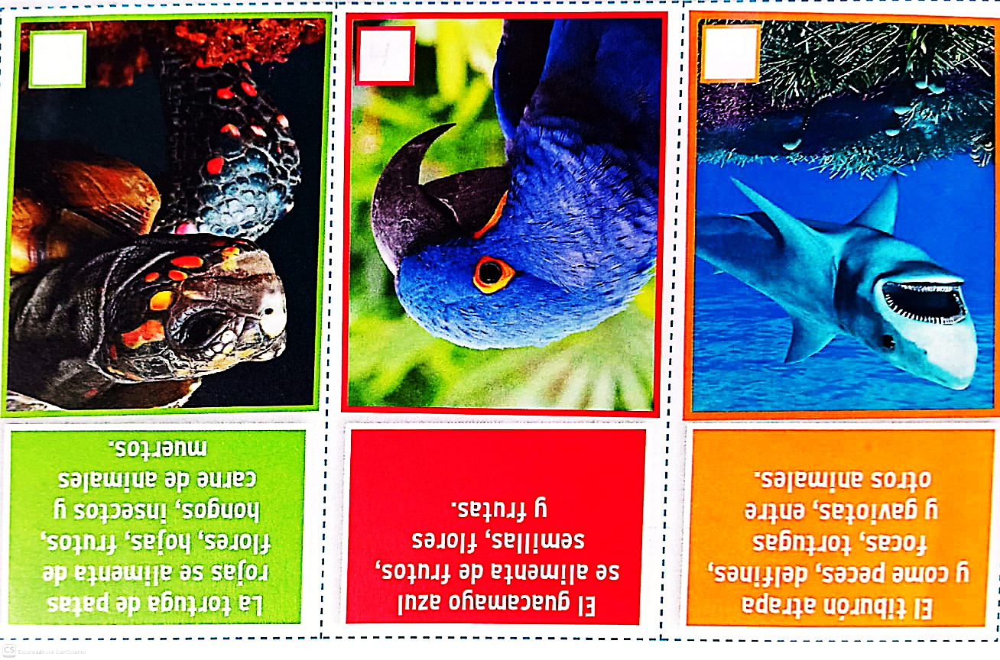 El tiburón atrapa
y come peces, delfines,
focas, tortugas
y gaviotas, entre
otros animales.
El guacamayo azul
se alimenta de frutos,
semillas, flores
y frutas.
La tortuga de patas
rojas se alimenta de
flores, hojas, frutos,
hongos, insectos y
carne de animales
muertos.
CS Escaneado con CamScanner